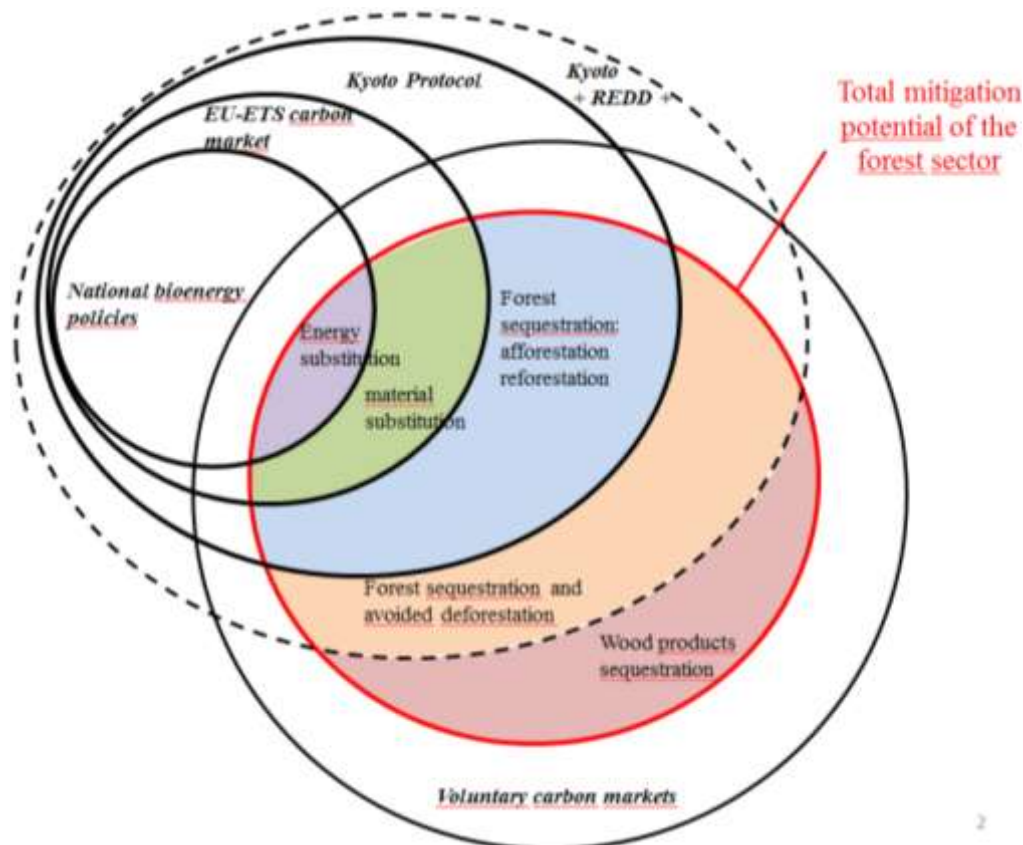 Kyoto Protocol
Kyoto
+ REDD +
EU-ETS carbon
market
Total mitigation
potential of the
forest sector
National bioenergy
policies
Energy
substitution
material
substitution
Forest
sequestration:
afforestation
reforestation
Forest sequestration and
avoided deforestation
Wood products
sequestration
Voluntary carbon markets
2